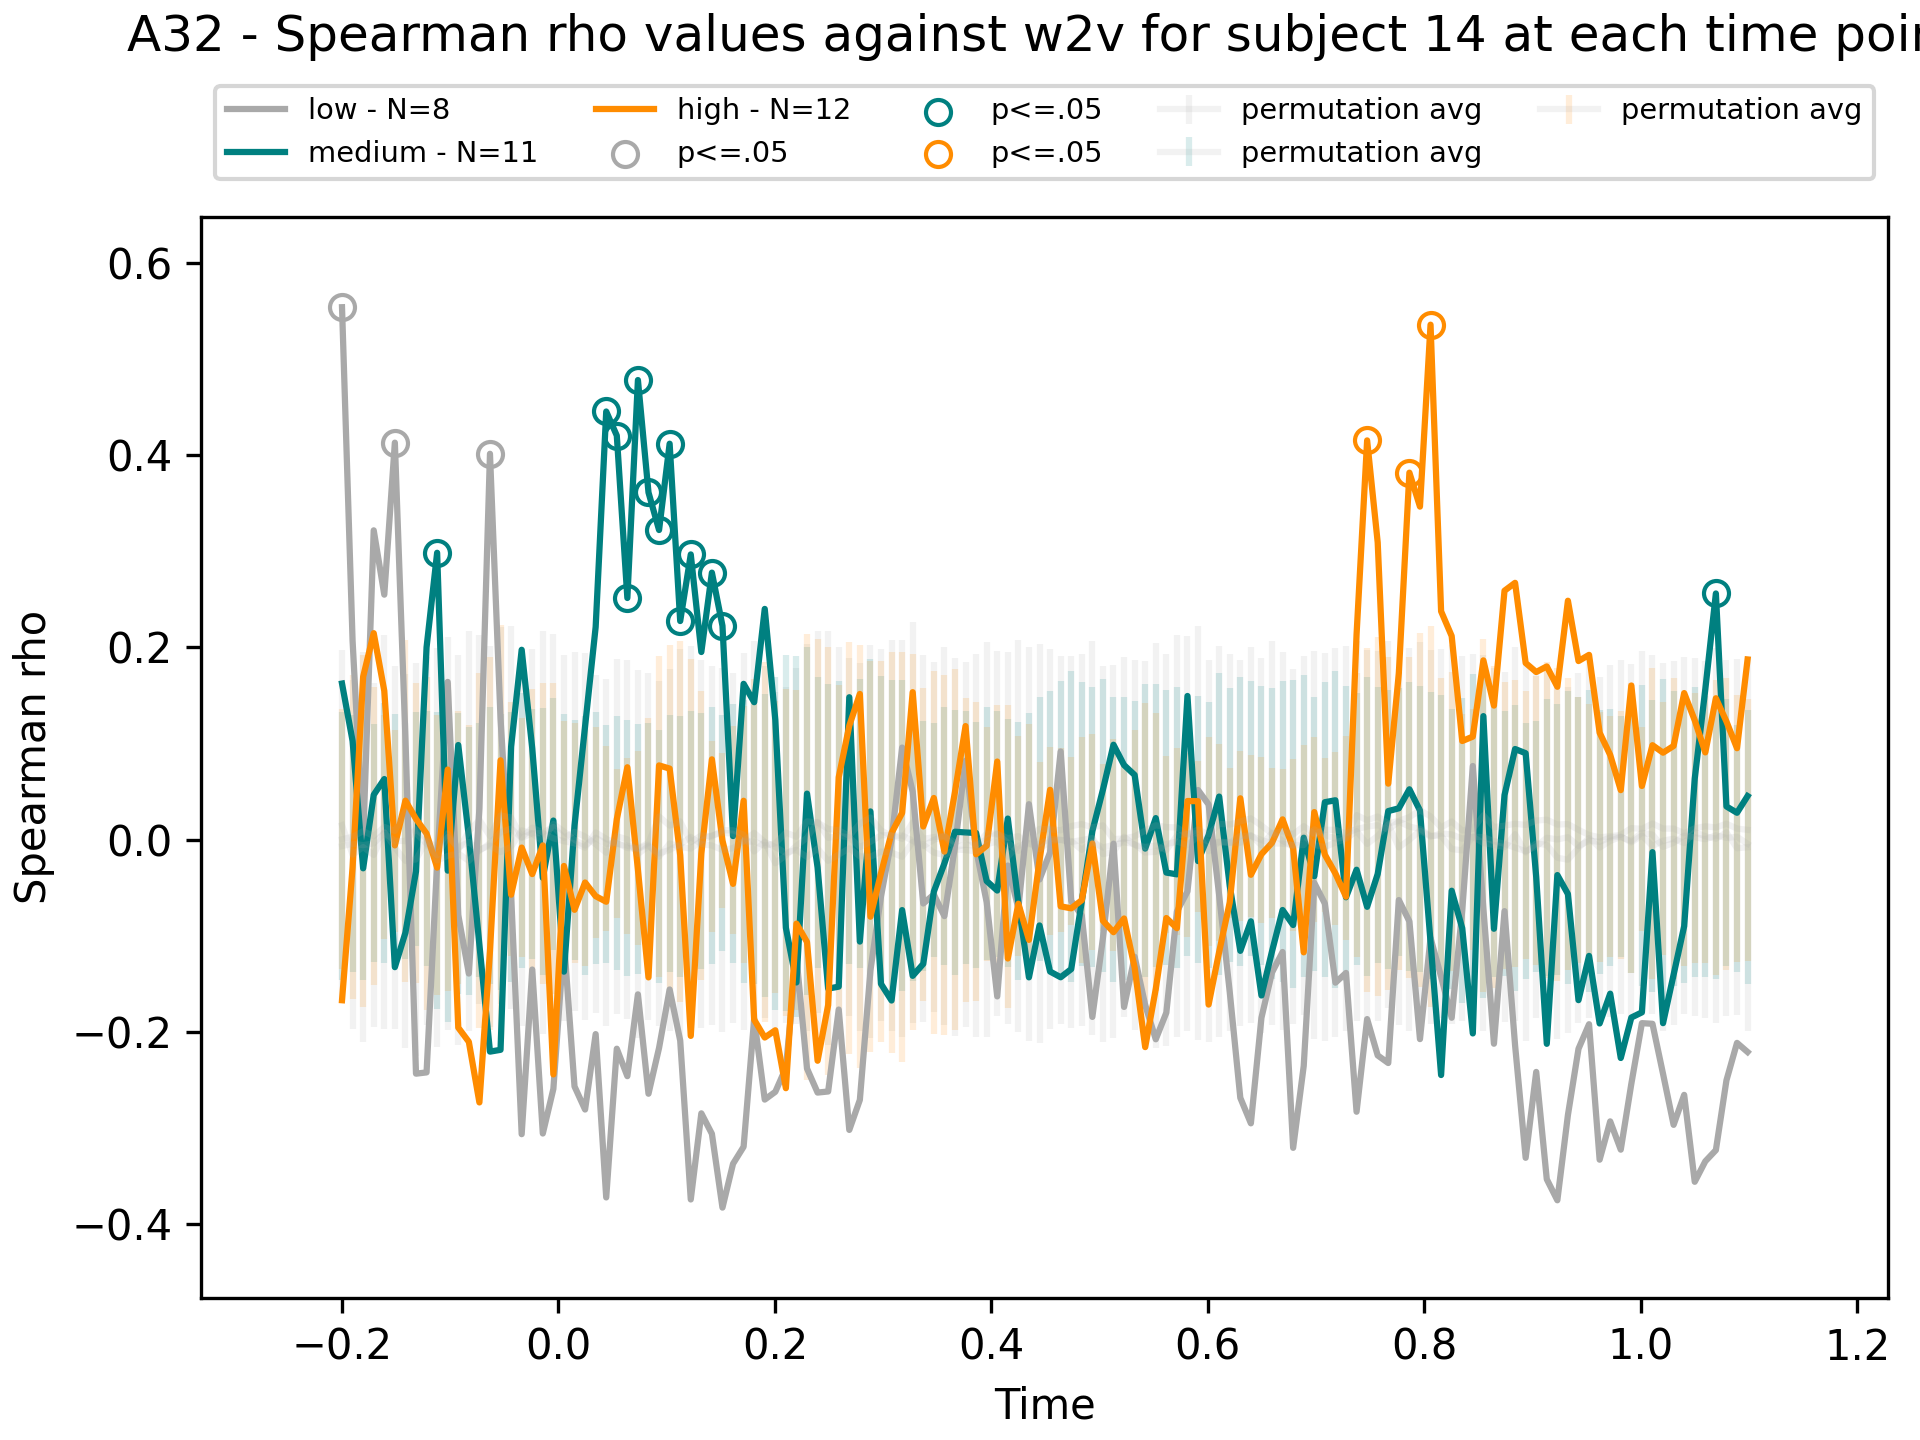 A32 - Spearman rho values against w2v for subject 14 at each time
low - N=8
medium - N=11
high - N=12
p<=.05
p<=.05
p<=.05
permutation avg
permutation avg
permutation avg
Spearman rho
0.6
0.4
0.2
0.0
−0.2
−0.4
−0.2 0.0 0.2 0.4 0.6 0.8 1.0 1.2
Time